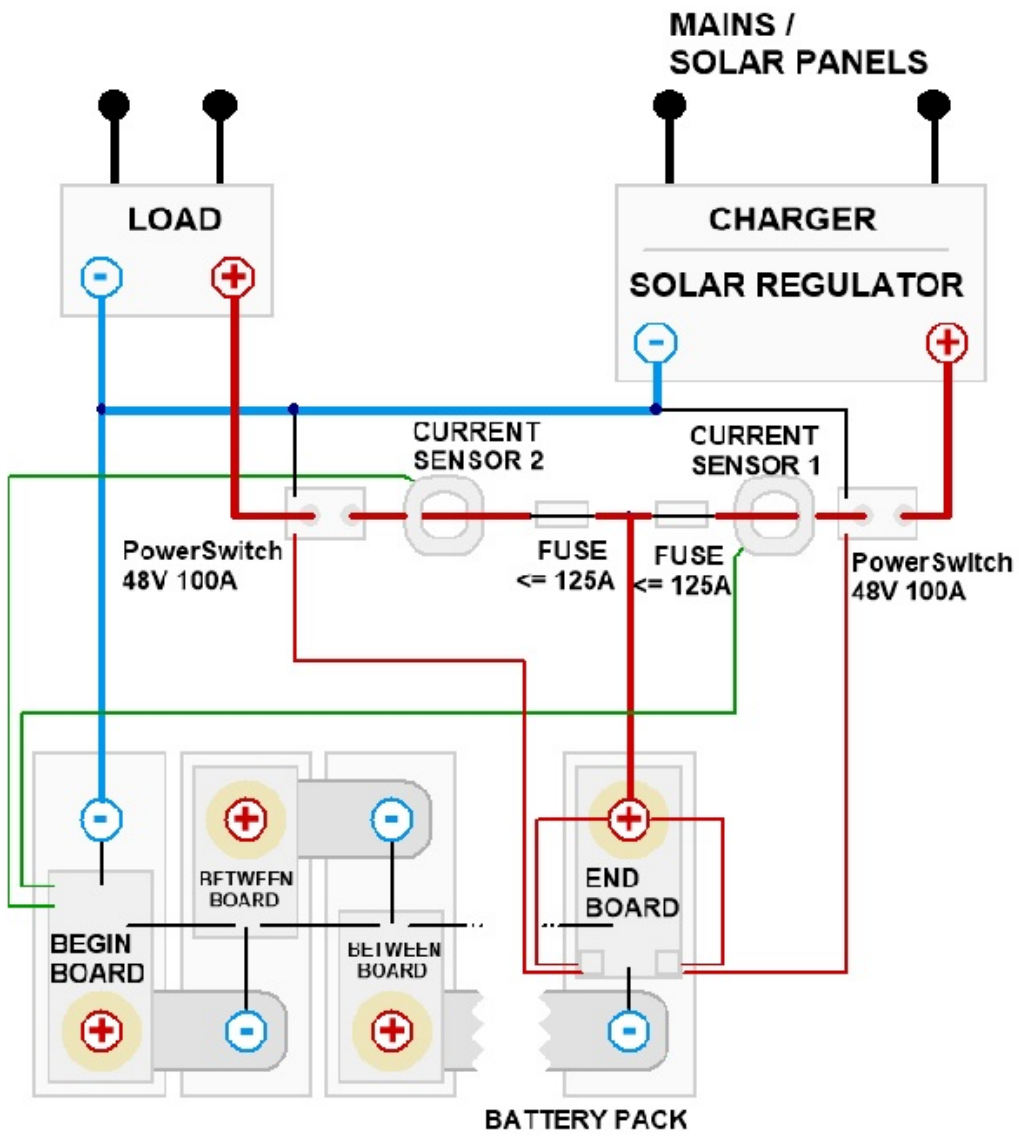 MAINS /
SOLAR PANELS
LOAD
-
+
CHARGER
SOLAR REGULATOR
-
+
CURRENT
SENSOR 2
CURRENT
SENSOR 1
PowerSwitch
48V 100A
FUSE
<= 125A
FUSE
<= 125A
PowerSwitch
48V 100A
-
+
-
+
BETWEEN
BOARD
END
BOARD
BEGIN
BOARD
BETWEEN
BOARD
+
-
+
-
BATTERY PACK